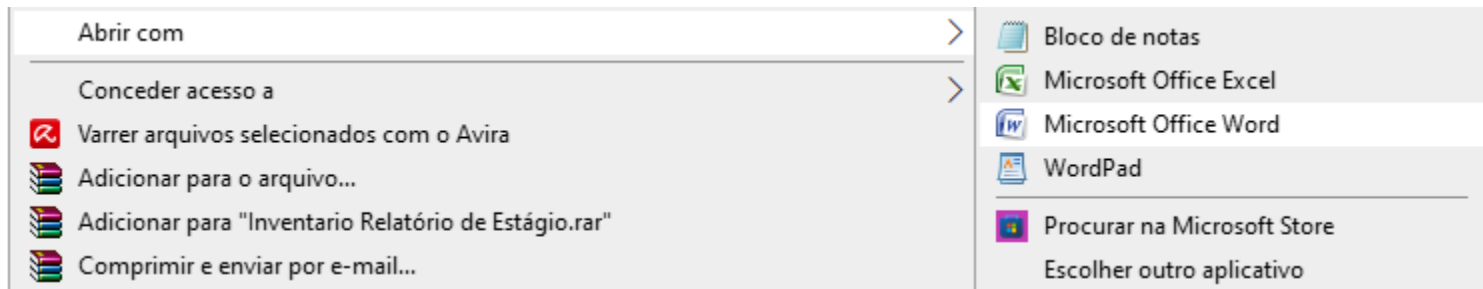 Abrir com
Conceder acesso a
Varrer arquivos selecionados com o Avira
Adicionar para o arquivo...
Adicionar para "Inventario Relatório de Estágio.rar"
Comprimir e enviar por e-mail...
Bloco de notas
Microsoft Office Excel
Microsoft Office Word
WordPad
Procurar na Microsoft Store
Escolher outro aplicativo